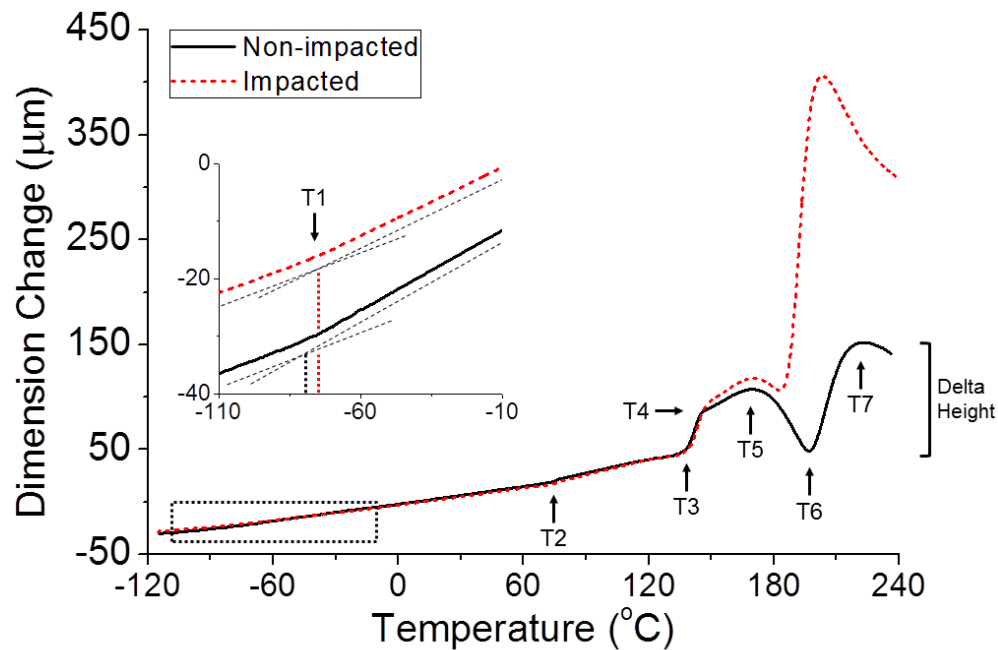 450
350
250
150
50
-50
Dimension Change (μm)
Non-impacted
Impacted
0
-20
-40
-110
-60
-10
T1
T2
T3
T4
T5
T6
T7
Delta
Height
-120
-60
0
60
120
180
240
Temperature (°C)